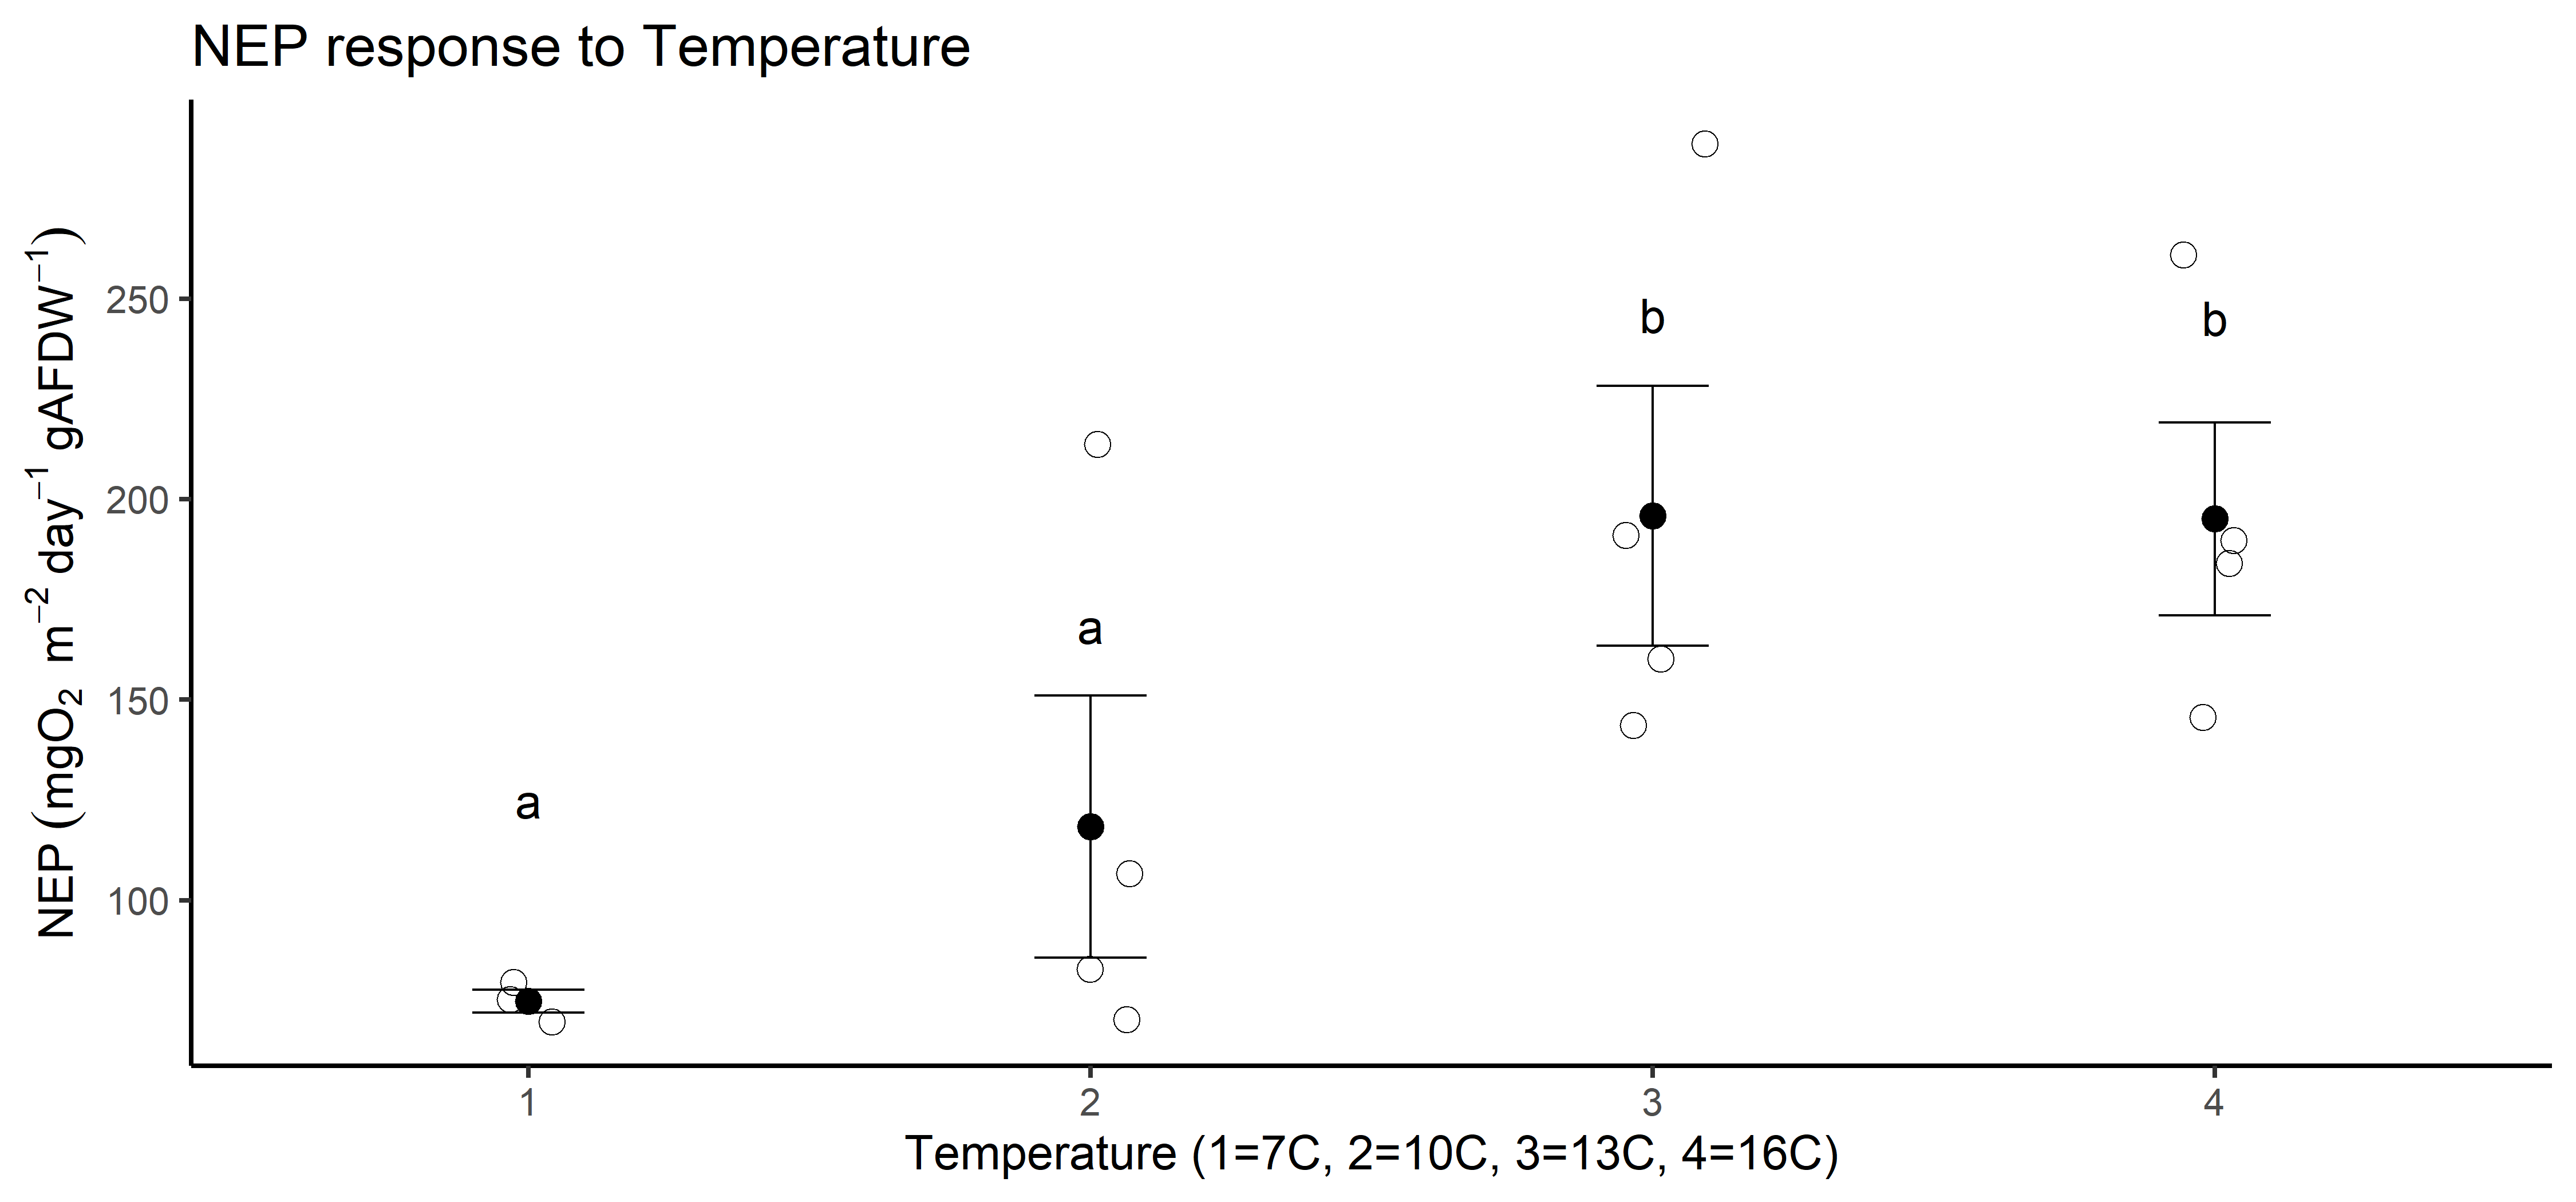 NEP response to Temperature
NEP (mgO₂ m⁻² day⁻¹ gAFDW⁻¹)
250
200
150
100
a
a
b
b
1
2
3
4
Temperature (1=7C, 2=10C, 3=13C, 4=16C)